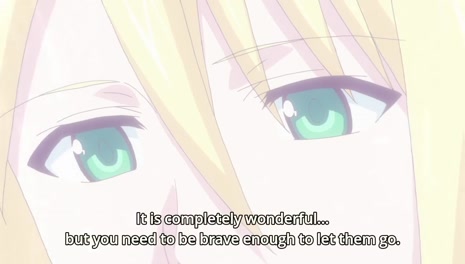 It is completely wonderful...
but you need to be brave enough to let them go.